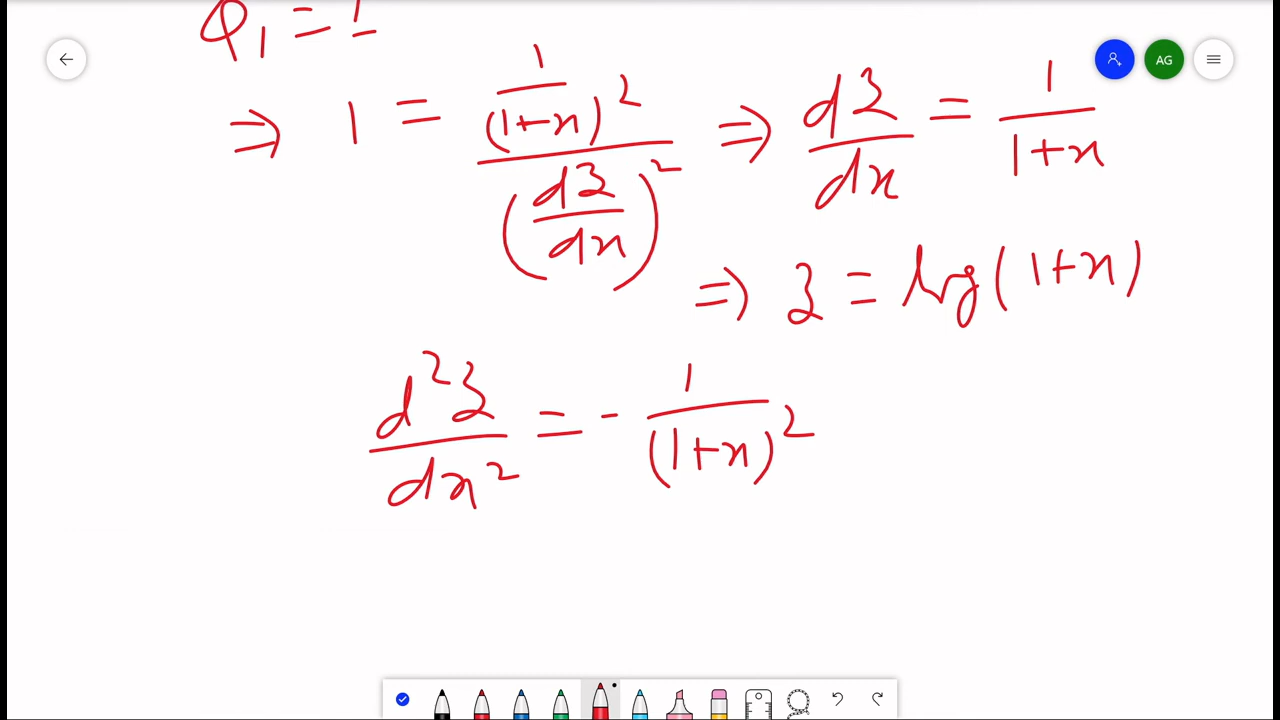 Q₁ = 1
⇒ 1 = (1/(1+x)²)/(dz/dx)² ⇒ dz/dx = 1/(1+x)
⇒ z = log(1+x)
d²z/dx² = - 1/(1+x)²
AG